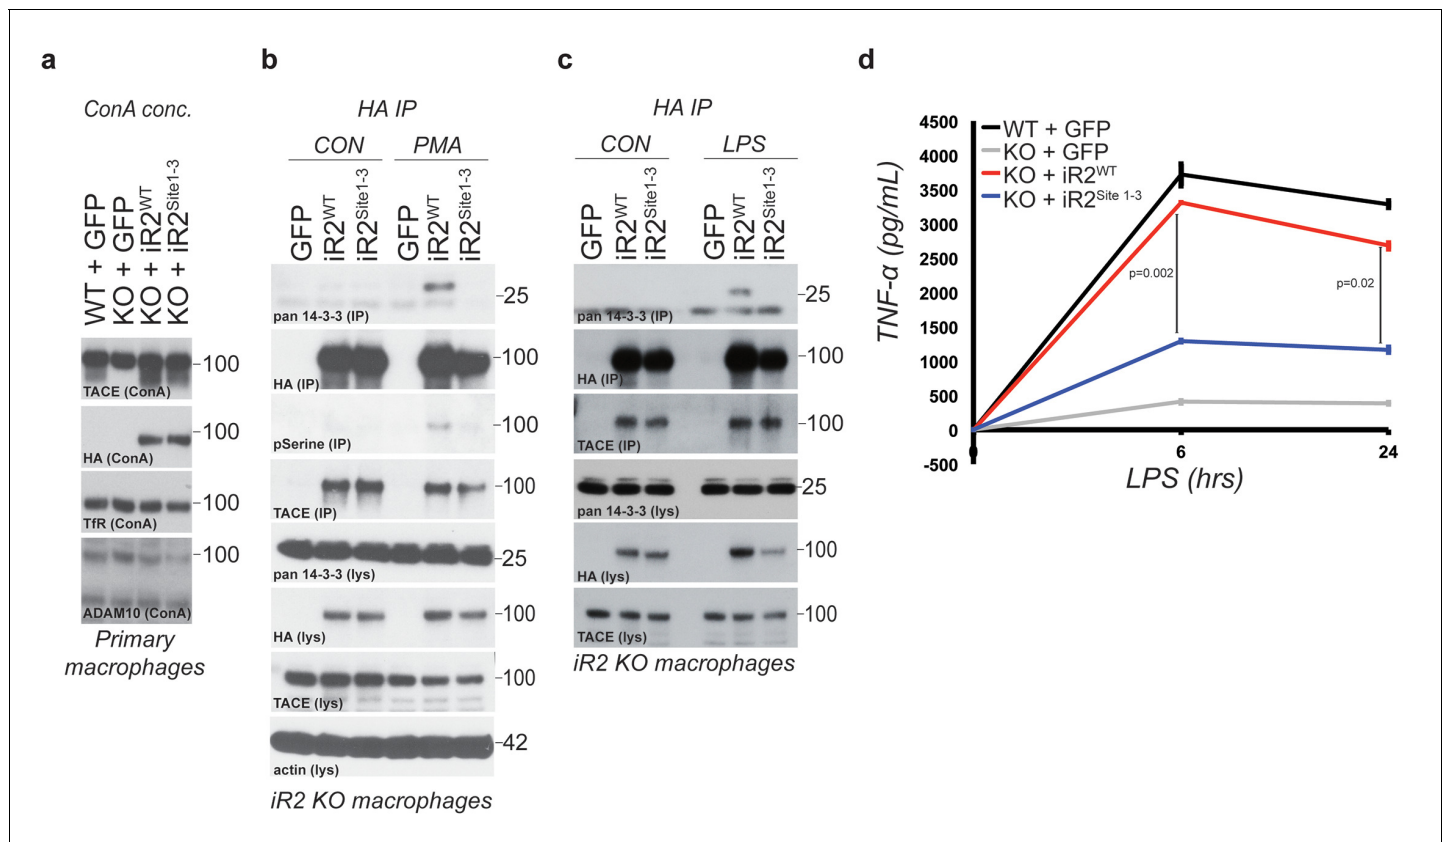 a
ConA conc.
WT + GFP
KO + GFP
KO + iR2WT
KO + iR2Site1-3
TACE (ConA)
100
HA (ConA)
100
TfR (ConA)
100
ADAM10 (ConA)
100
Primary
macrophages
b
HA IP
CON PMA
GFP
iR2WT
iR2Site1-3
GFP
iR2WT
iR2Site1-3
25
pan 14-3-3 (IP)
100
HA (IP)
100
pSerine (IP)
100
TACE (IP)
25
pan 14-3-3 (lys)
100
HA (lys)
100
TACE (lys)
42
actin (lys)
iR2 KO macrophages
c
HA IP
CON LPS
GFP
iR2WT
iR2Site1-3
GFP
iR2WT
iR2Site1-3
25
pan 14-3-3 (IP)
100
HA (IP)
100
TACE (IP)
25
pan 14-3-3 (lys)
100
HA (lys)
100
TACE (lys)
iR2 KO macrophages
d
TNF-α (pg/mL)
4500
4000
3500
3000
2500
2000
1500
1000
500
0
-500
WT + GFP
KO + GFP
KO + iR2WT
KO + iR2Site 1-3
p=0.002
p=0.02
0 6 24
LPS (hrs)